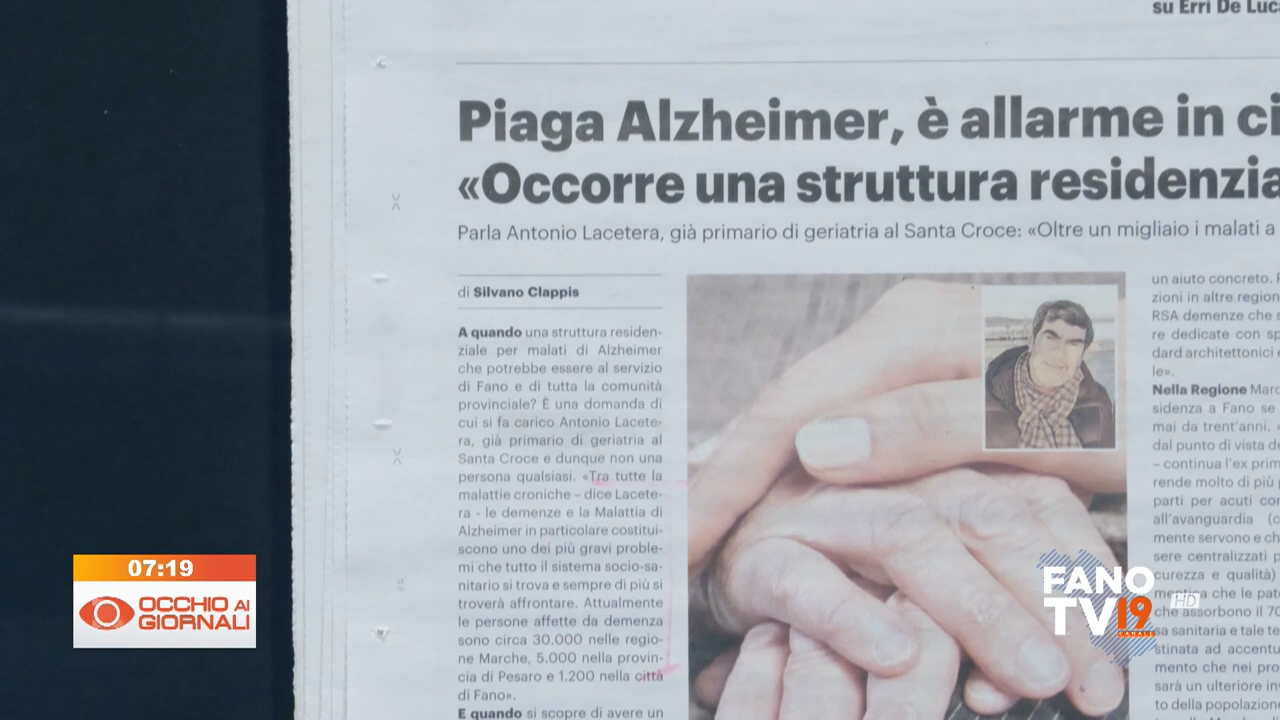 su Erri De Luc
Piaga Alzheimer, è allarme in ci
«Occorre una struttura residenzia
Parla Antonio Lacetera, già primario di geriatria al Santa Croce: «Oltre un migliaio i malati a
di Silvano Clappis
A quando una struttura residen-
ziale per malati di Alzheimer
che potrebbe essere al servizio
di Fano e di tutta la comunità
provinciale? È una domanda di
cui si fa carico Antonio Lacete-
ra, già primario di geriatria al
Santa Croce e dunque non una
persona qualsiasi. «Tra tutte la
malattie croniche – dice Lacete-
ra - le demenze e la Malattia di
Alzheimer in particolare costitui-
scono uno dei più gravi proble-
mi che tutto il sistema socio-sa-
nitario si trova e sempre di più si
troverà affrontare. Attualmente
le persone affette da demenza
sono circa 30.000 nelle regio-
ne Marche, 5.000 nella provin-
cia di Pesaro e 1.200 nella città
di Fano».
E quando si scopre di avere un
un aiuto concreto.
zioni in altre region
RSA demenze che
re dedicate con sp
dard architettonici
le».
Nella Regione Marc
sidenza a Fano se
mai da trent'anni.
dal punto di vista de
– continua l'ex prim
rende molto di più
parti per acuti co
all'avanguardia
mente servono e ch
sere centralizzati
curezza e qualità)
che le pat
che assorbono il 70
sa sanitaria e tale te
stinata ad accentu
mento che nei pro
sarà un ulteriore in
to della popolazion
07:19
OCCHIO AI
GIORNALI
FANO
TV19
CANALE
HD